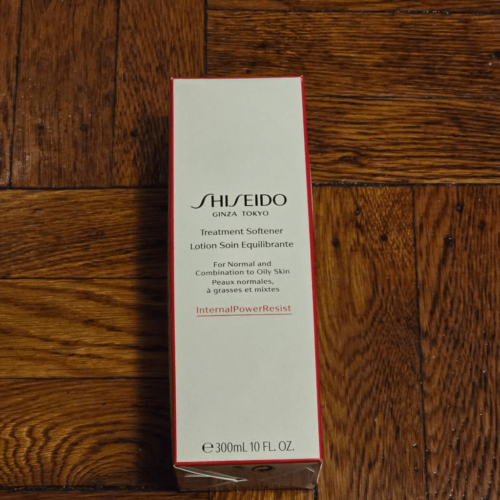 SHISEIDO
GINZA TOKYO
Treatment Softener
Lotion Soin Equilibrante
For Normal and
Combination to Oily Skin
Peaux normales,
à grasses et mixtes
InternalPowerResist
℮300mL 10 FL. OZ.